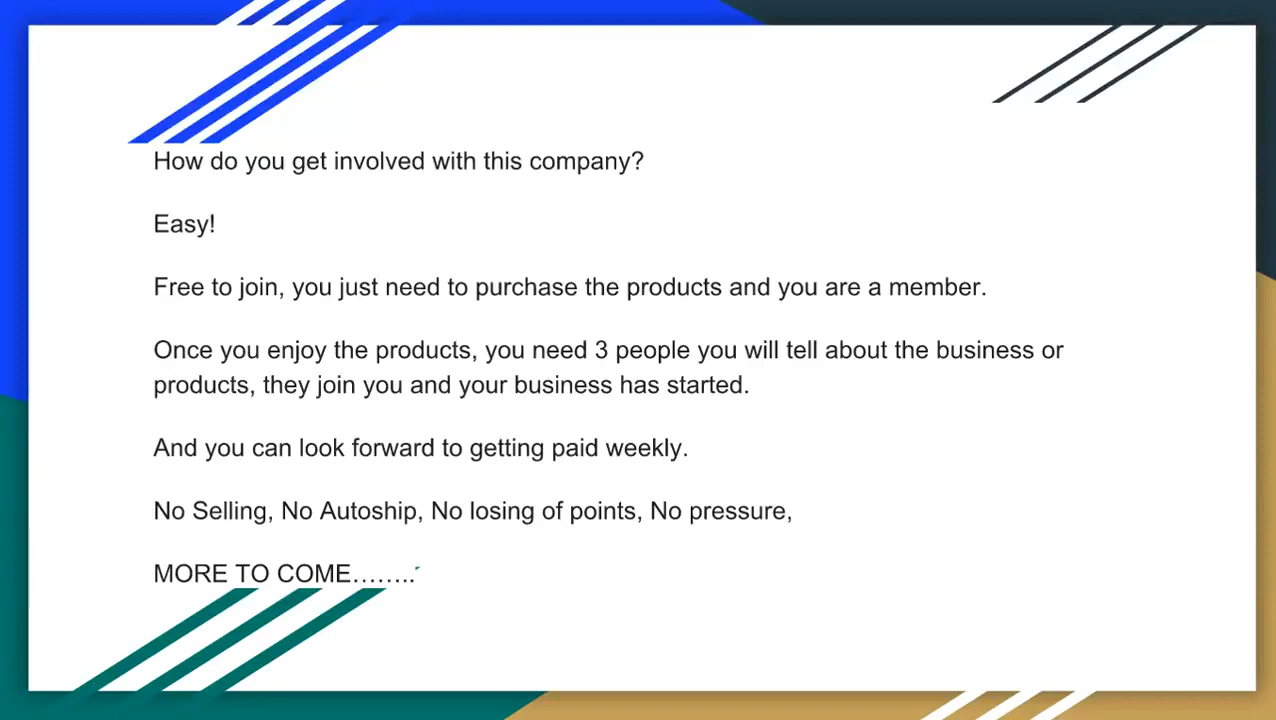 How do you get involved with this company?
Easy!
Free to join, you just need to purchase the products and you are a member.
Once you enjoy the products, you need 3 people you will tell about the business or
products, they join you and your business has started.
And you can look forward to getting paid weekly.
No Selling, No Autoship, No losing of points, No pressure,
MORE TO COME……..